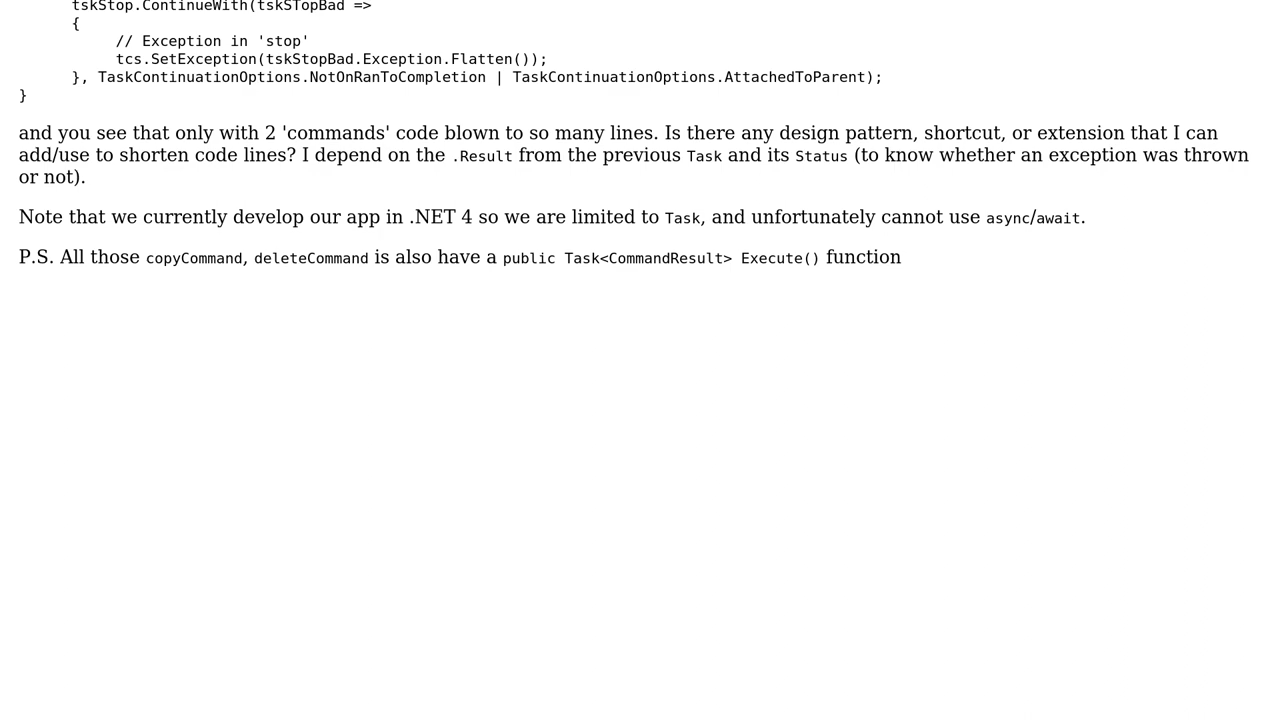 tskStop.ContinueWith(tskSTopBad =>
{
// Exception in 'stop'
tcs.SetException(tskStopBad.Exception.Flatten());
}, TaskContinuationOptions.NotOnRanToCompletion | TaskContinuationOptions.AttachedToParent);
}
and you see that only with 2 'commands' code blown to so many lines. Is there any design pattern, shortcut, or extension that I can
add/use to shorten code lines? I depend on the .Result from the previous Task and its Status (to know whether an exception was thrown
or not).
Note that we currently develop our app in .NET 4 so we are limited to Task, and unfortunately cannot use async/await.
P.S. All those copyCommand, deleteCommand is also have a public Task<CommandResult> Execute() function